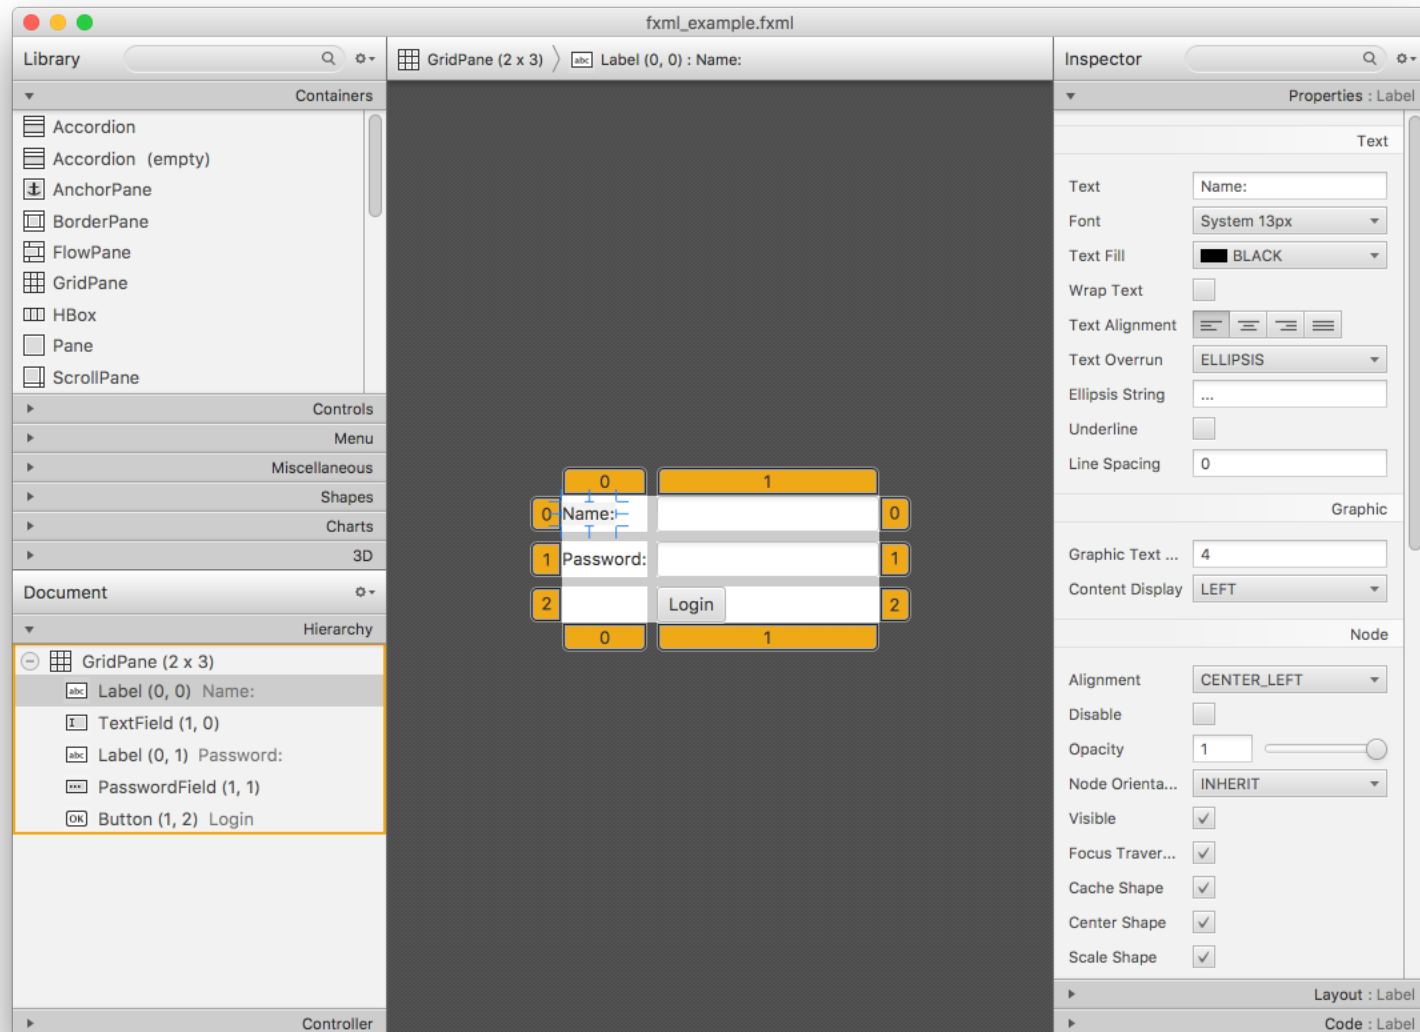 fxml_example.fxml
Library
GridPane (2 x 3)
abc Label (0, 0) : Name:
Inspector
Containers
Accordion
Accordion (empty)
AnchorPane
BorderPane
FlowPane
GridPane
HBox
Pane
ScrollPane
Controls
Menu
Miscellaneous
Shapes
Charts
3D
Document
Hierarchy
GridPane (2 x 3)
abc Label (0, 0) Name:
I TextField (1, 0)
abc Label (0, 1) Password:
PasswordField (1, 1)
OK Button (1, 2) Login
Controller
0 1
0 Name: 0
1 Password: 1
2 Login 2
0 1
Properties : Label
Text
Text Name:
Font System 13px
Text Fill BLACK
Wrap Text
Text Alignment
Text Overrun ELLIPSIS
Ellipsis String ...
Underline
Line Spacing 0
Graphic
Graphic Text ... 4
Content Display LEFT
Node
Alignment CENTER_LEFT
Disable
Opacity 1
Node Orienta... INHERIT
Visible
Focus Traver...
Cache Shape
Center Shape
Scale Shape
Layout : Label
Code : Label